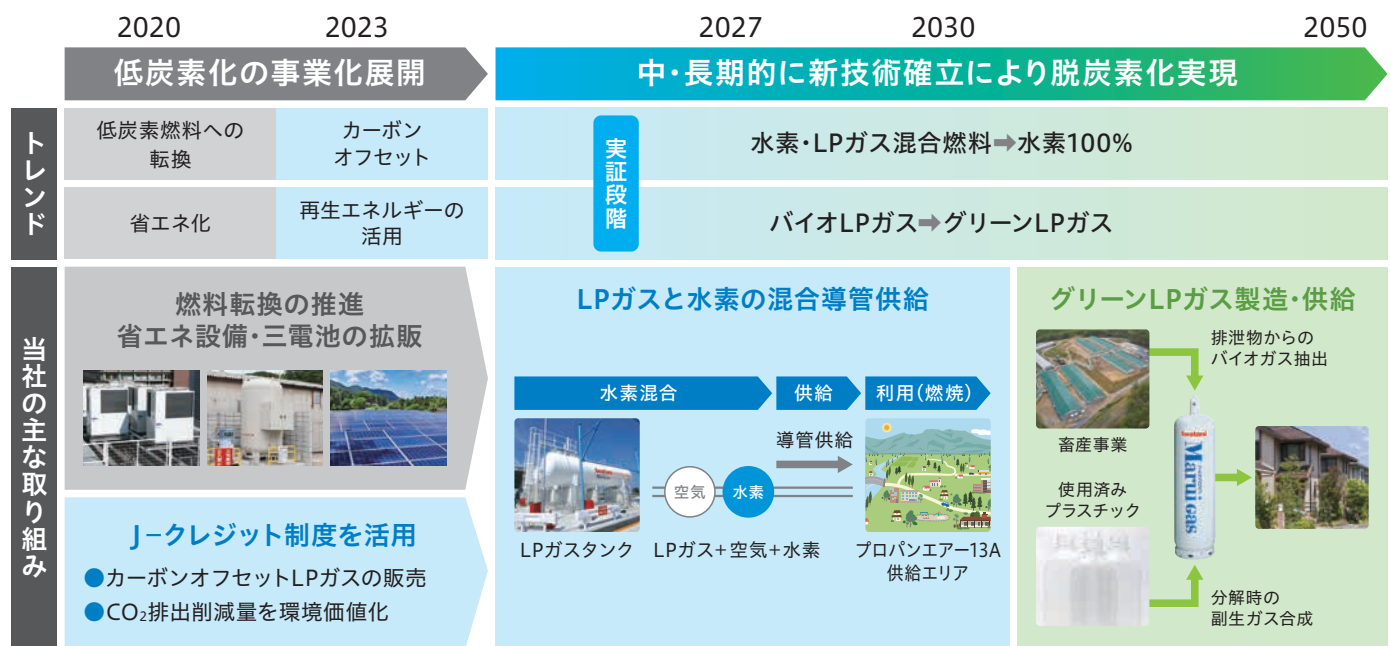 2020
2023
2027
2030
2050
低炭素化の事業化展開
中・長期的に新技術確立により脱炭素化実現
トレンド
低炭素燃料への
転換
カーボン
オフセット
省エネ化
再生エネルギーの
活用
実証段階
水素・LPガス混合燃料➡水素100%
バイオLPガス➡グリーンLPガス
当社の主な取り組み
燃料転換の推進
省エネ設備・三電池の拡販
J−クレジット制度を活用
●カーボンオフセットLPガスの販売
●CO₂排出削減量を環境価値化
LPガスと水素の混合導管供給
水素混合
供給
利用(燃焼)
導管供給
空気
水素
LPガスタンク
LPガス+空気+水素
プロパンエアー13A
供給エリア
グリーンLPガス製造・供給
排泄物からの
バイオガス抽出
畜産事業
使用済み
プラスチック
Iwatani
Marui gas
分解時の
副生ガス合成